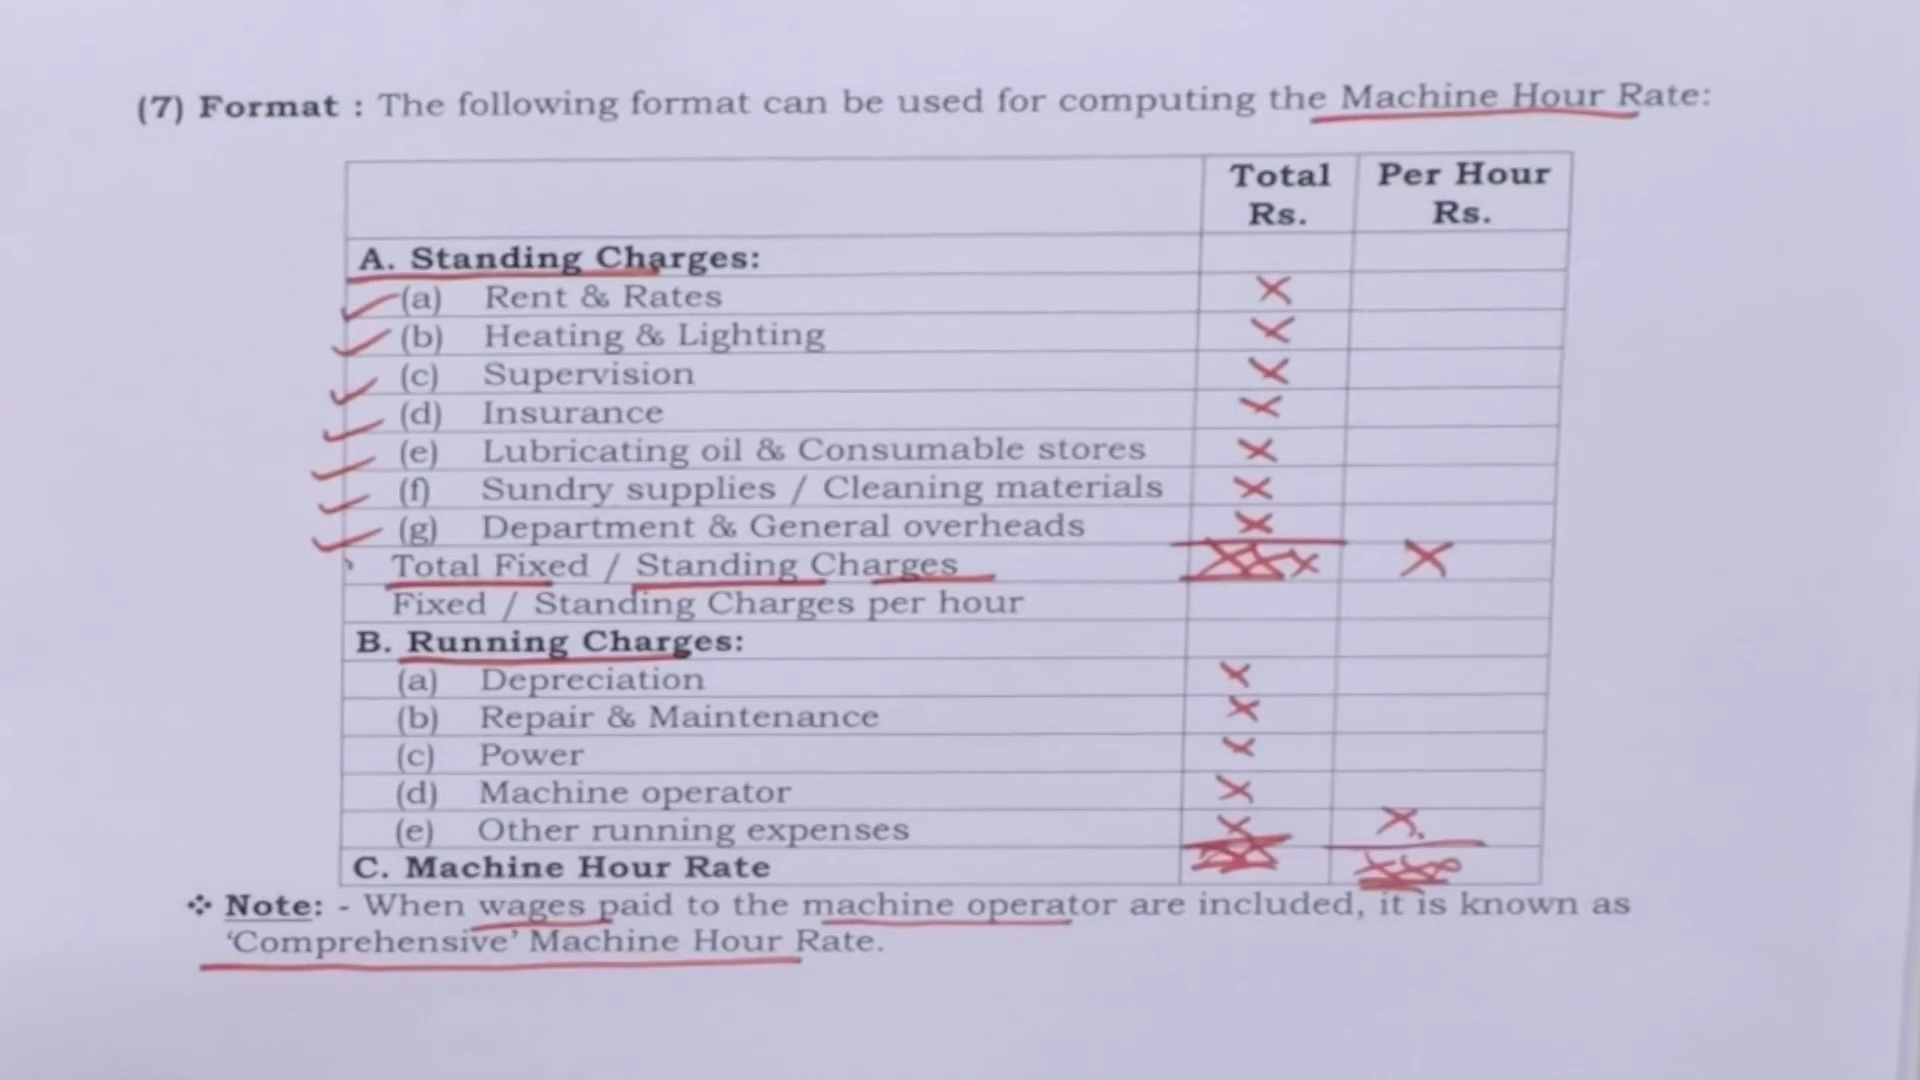 (7) Format : The following format can be used for computing the Machine Hour Rate:
Total Rs.
Per Hour Rs.
A. Standing Charges:
(a) Rent & Rates
(b) Heating & Lighting
(c) Supervision
(d) Insurance
(e) Lubricating oil & Consumable stores
(f) Sundry supplies / Cleaning materials
(g) Department & General overheads
Total Fixed / Standing Charges
Fixed / Standing Charges per hour
B. Running Charges:
(a) Depreciation
(b) Repair & Maintenance
(c) Power
(d) Machine operator
(e) Other running expenses
C. Machine Hour Rate
❖ Note: - When wages paid to the machine operator are included, it is known as
‘Comprehensive’ Machine Hour Rate.